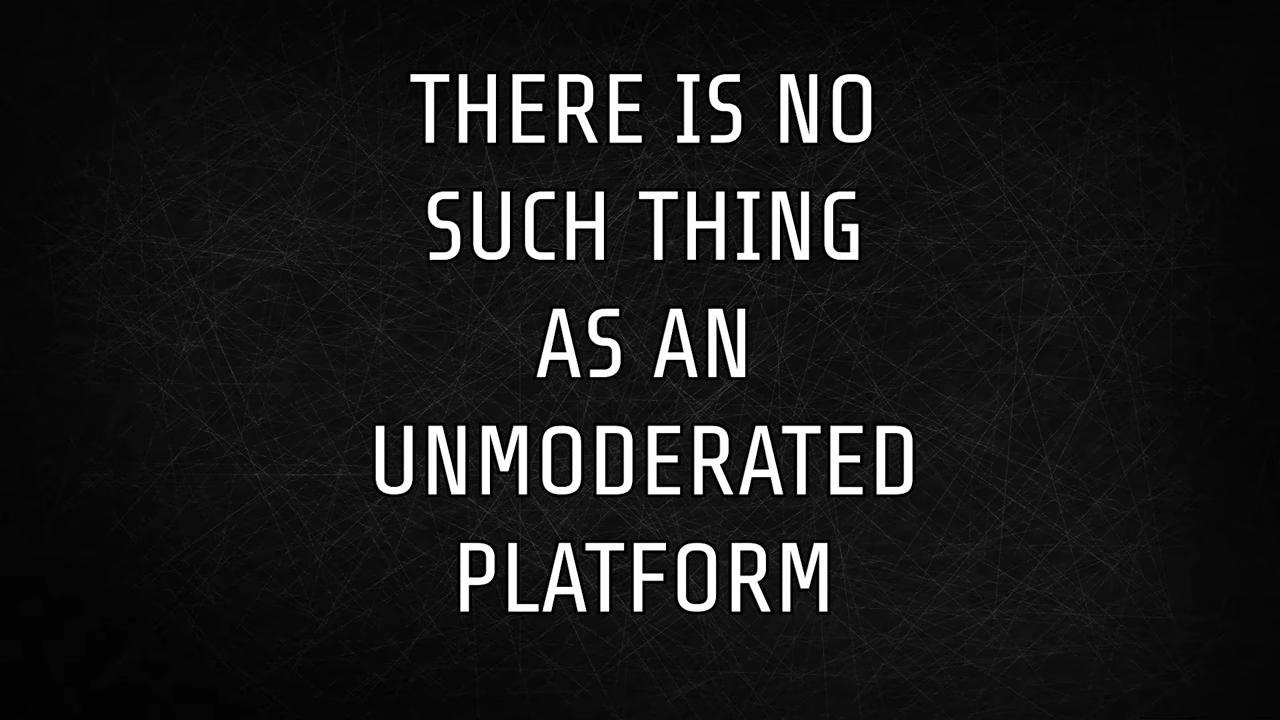 THERE IS NO
SUCH THING
AS AN
UNMODERATED
PLATFORM